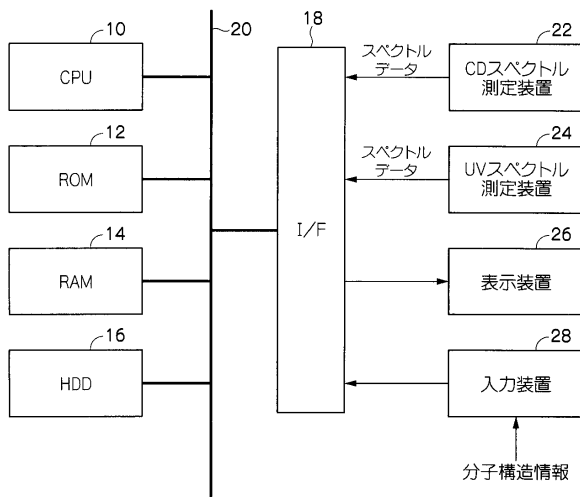 10
CPU
12
ROM
14
RAM
16
HDD
20
18
I/F
スペクトル
データ
スペクトル
データ
22
CDスペクトル
測定装置
24
UVスペクトル
測定装置
26
表示装置
28
入力装置
分子構造情報